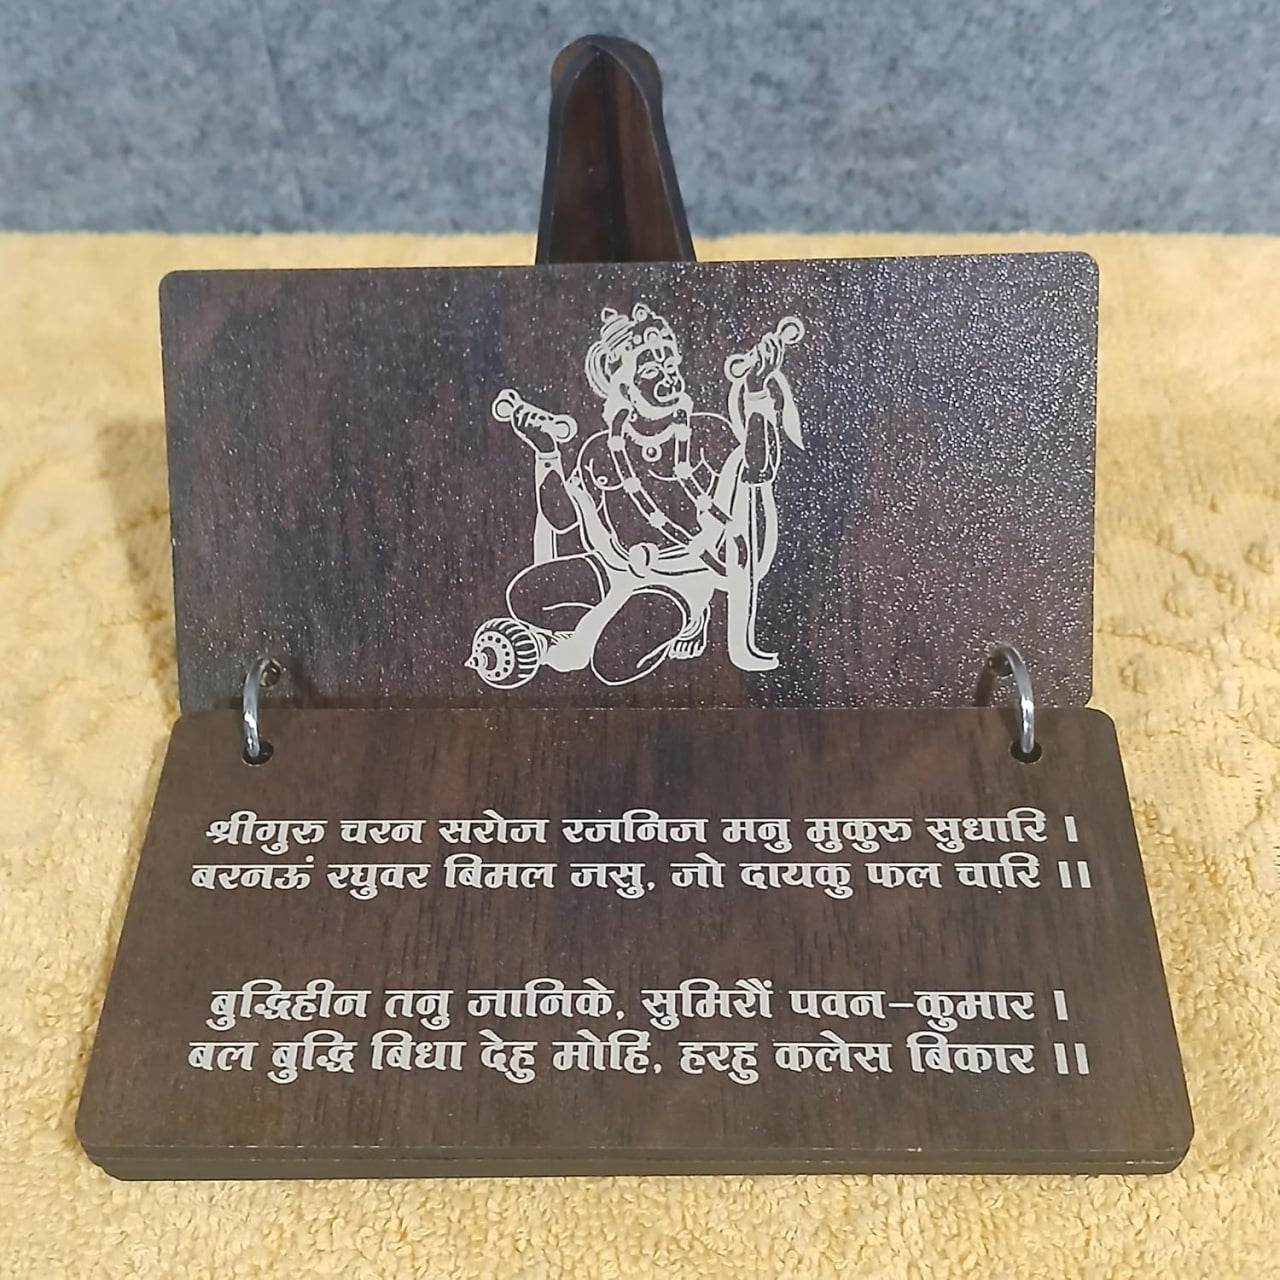 श्रीगुरु चरन सरोज रजनिज मनु मुकुरु सुधारि ।
बरनऊं रघुवर बिमल जसु, जो दायकु फल चारि ।।
बुद्धिहीन तनु जानिके, सुमिरौं पवन-कुमार ।
बल बुद्धि बिधा देहु मोहिं, हरहु कलेस बिकार ।।